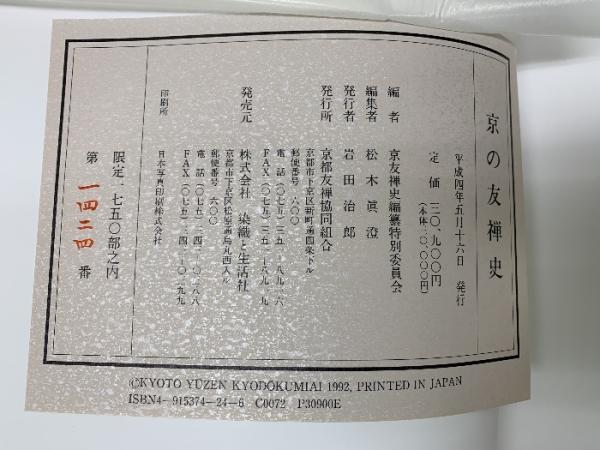 京の友禅史
平成四年五月十六日　発行
定　価　三〇、九〇〇円
（本体三〇、〇〇〇円）
編　者　京友禅史編纂特別委員会
編集者　松木眞澄
発行者　岩田治郎
発行所　京都友禅協同組合
京都市下京区新町通四条下ル
郵便番号　六〇〇
電　話（〇七五）三五一-八九一六
FAX（〇七五）三五一-八八九九
発売元　株式会社　染織と生活社
京都市下京区松原通烏丸西入ル
郵便番号　六〇〇
電　話（〇七五）三四三-〇三八八
FAX（〇七五）三四一-〇三九九
印刷所　日本写真印刷株式会社
限定一七五〇部之内
第　一四二四　番
©KYOTO YUZEN KYODOKUMIAI 1992, PRINTED IN JAPAN
ISBN4-915374-24-6 C0072 P30900E